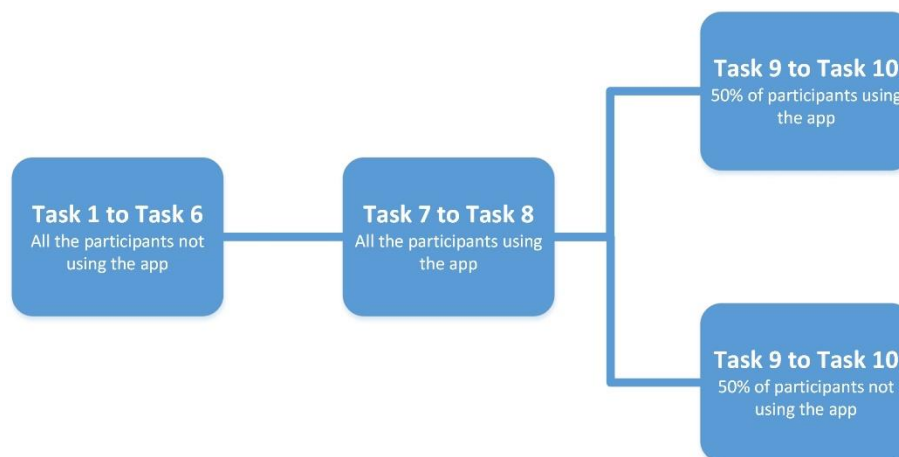 Task 9 to Task 10
50% of participants using
the app
Task 1 to Task 6
All the participants not
using the app
Task 7 to Task 8
All the participants using
the app
Task 9 to Task 10
50% of participants not
using the app